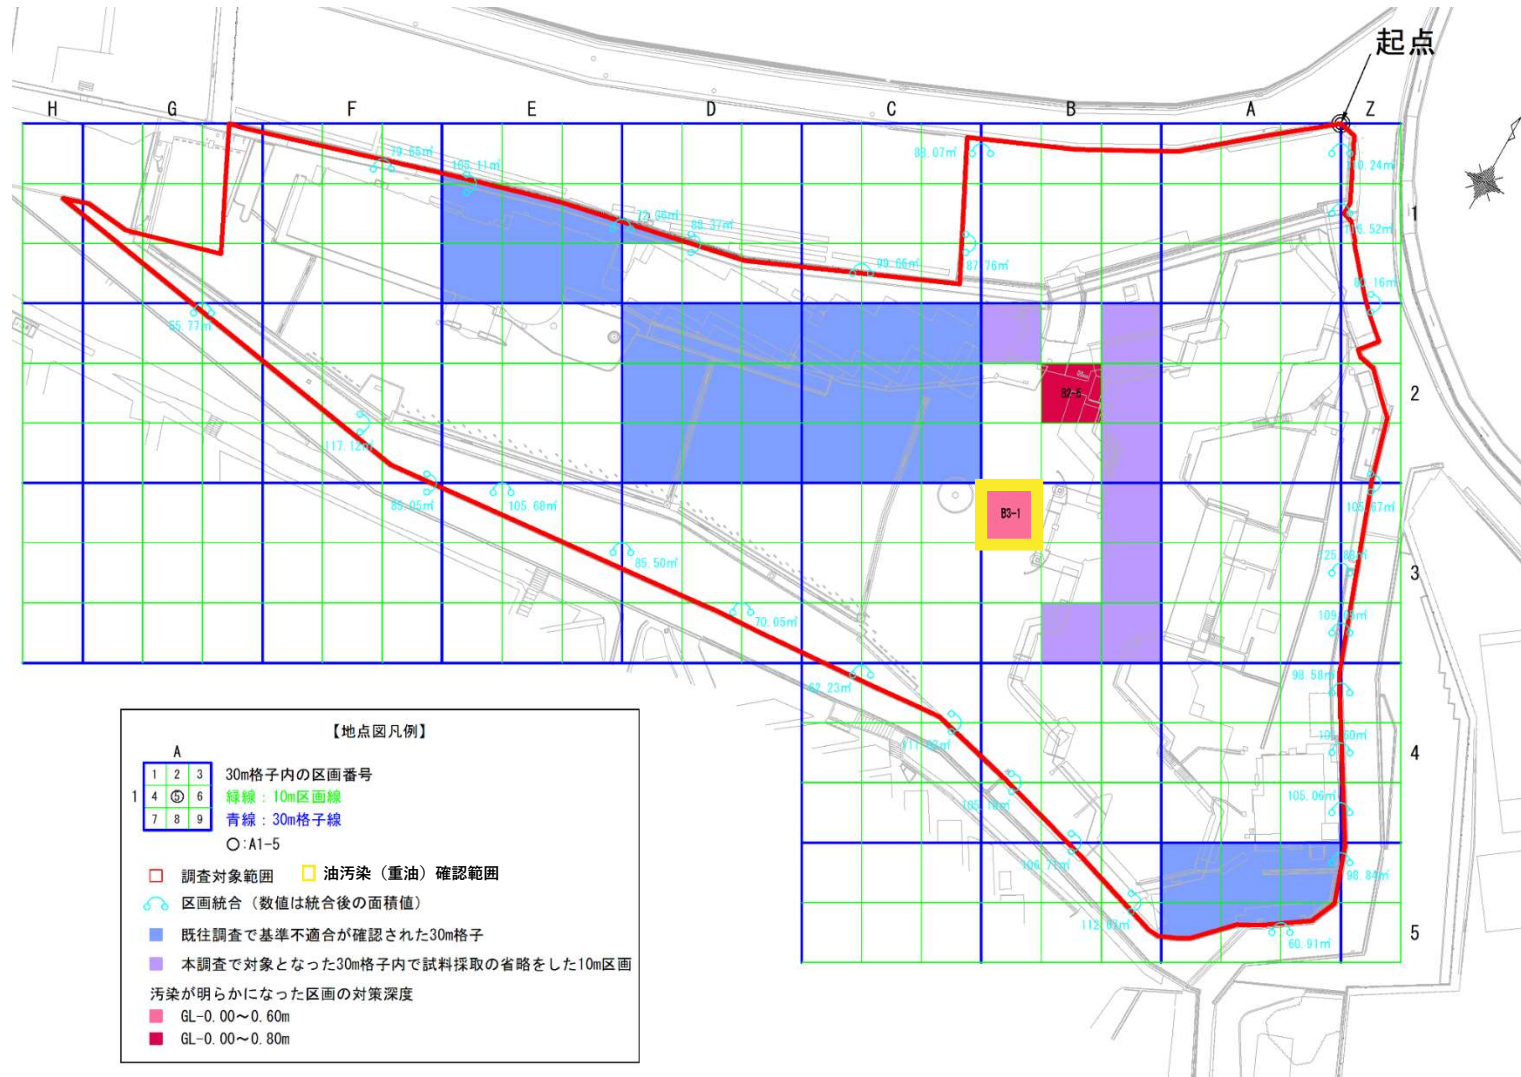 起点
H G F E D C B A Z
79.65㎡
105.11㎡
72.06㎡
88.37㎡
99.66㎡
88.07㎡
87.76㎡
1
2
3
4
5
55.77㎡
117.12㎡
85.05㎡
105.68㎡
85.50㎡
70.05㎡
62.23㎡
B2-5
B3-1
106.71㎡
105.06㎡
98.84㎡
60.91㎡
98.58㎡
【地点図凡例】
A
1 2 3
1 4 ⑤ 6
7 8 9
30m格子内の区画番号
緑線：10m区画線
青線：30m格子線
○:A1-5
調査対象範囲 油汚染（重油）確認範囲
区画統合（数値は統合後の面積値）
既往調査で基準不適合が確認された30m格子
本調査で対象となった30m格子内で試料採取の省略をした10m区画
汚染が明らかになった区画の対策深度
GL-0.00～0.60m
GL-0.00～0.80m